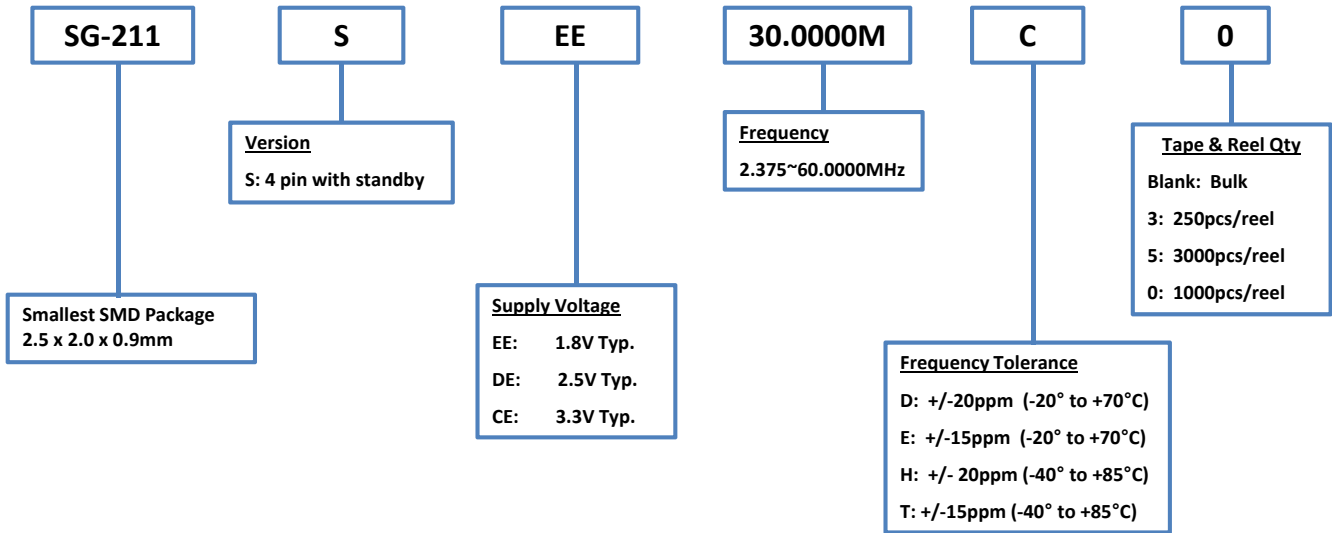 SG-211
S
EE
30.0000M
C
0
Version
S: 4 pin with standby
Frequency
2.375~60.0000MHz
Tape & Reel Qty
Blank: Bulk
3: 250pcs/reel
5: 3000pcs/reel
0: 1000pcs/reel
Smallest SMD Package
2.5 x 2.0 x 0.9mm
Supply Voltage
EE: 1.8V Typ.
DE: 2.5V Typ.
CE: 3.3V Typ.
Frequency Tolerance
D: +/-20ppm (-20° to +70°C)
E: +/-15ppm (-20° to +70°C)
H: +/- 20ppm (-40° to +85°C)
T: +/-15ppm (-40° to +85°C)